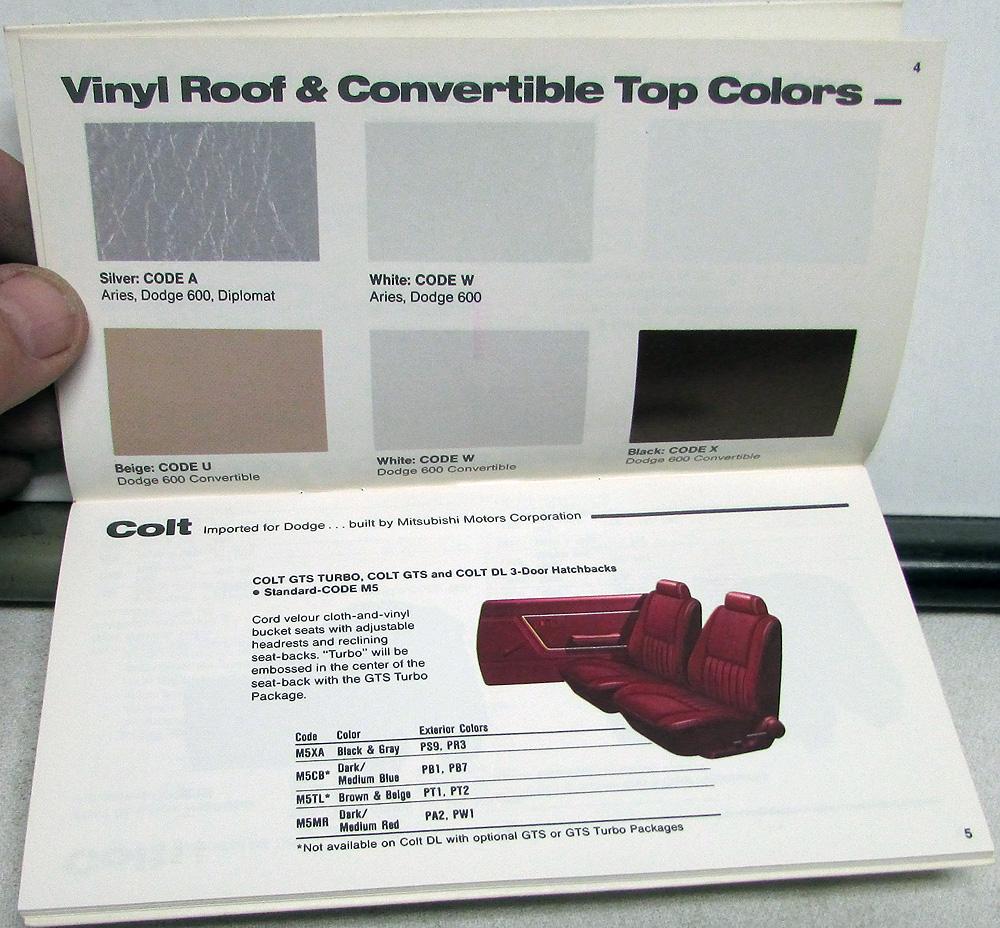 4
Vinyl Roof & Convertible Top Colors
Silver: CODE A
Aries, Dodge 600, Diplomat
White: CODE W
Aries, Dodge 600
Beige: CODE U
Dodge 600 Convertible
White: CODE W
Dodge 600 Convertible
Black: CODE X
Dodge 600 Convertible
Colt Imported for Dodge . . . built by Mitsubishi Motors Corporation
COLT GTS TURBO, COLT GTS and COLT DL 3-Door Hatchbacks
• Standard-CODE M5
Cord velour cloth-and-vinyl
bucket seats with adjustable
headrests and reclining
seat-backs. “Turbo” will be
embossed in the center of the
seat-back with the GTS Turbo
Package.
Code Color Exterior Colors
M5XA Black & Gray PS9, PR3
M5CB* Dark/
Medium Blue PB1, PB7
M5TL* Brown & Beige PT1, PT2
M5MR Dark/
Medium Red PA2, PW1
*Not available on Colt DL with optional GTS or GTS Turbo Packages
5